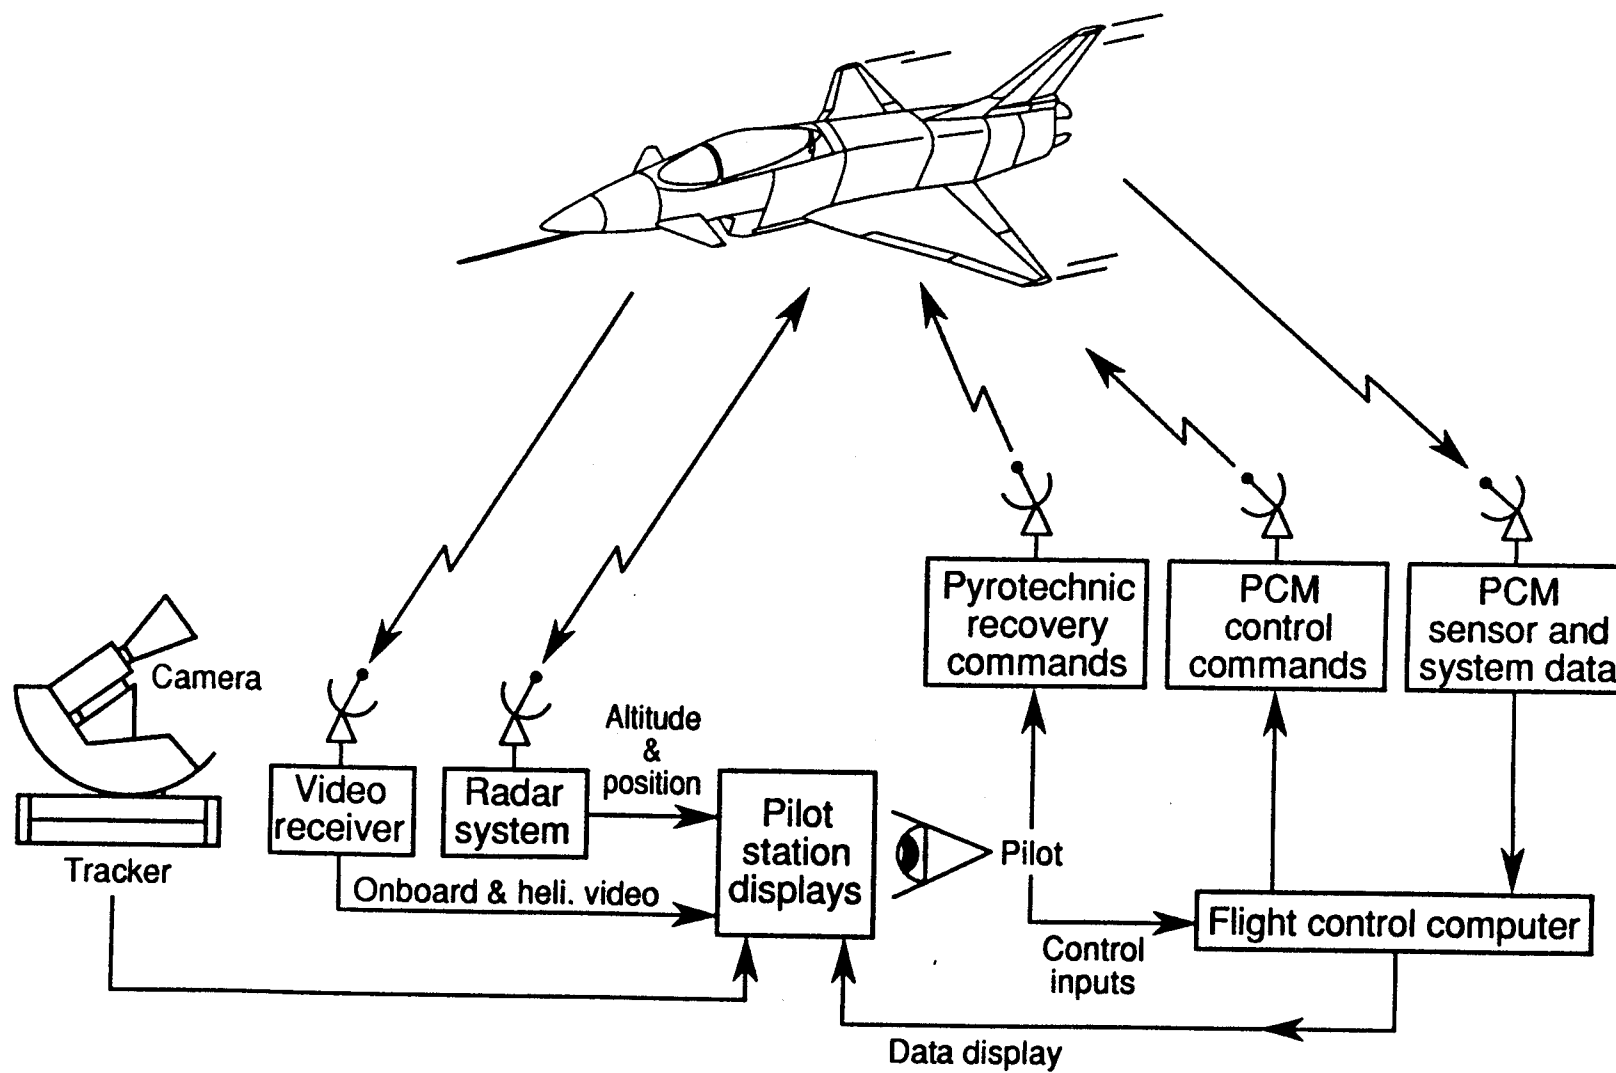 Pyrotechnic
recovery
commands
PCM
control
commands
PCM
sensor and
system data
Camera
Tracker
Video
receiver
Radar
system
Altitude
&
position
Onboard & heli. video
Pilot
station
displays
Pilot
Control
inputs
Flight control computer
Data display